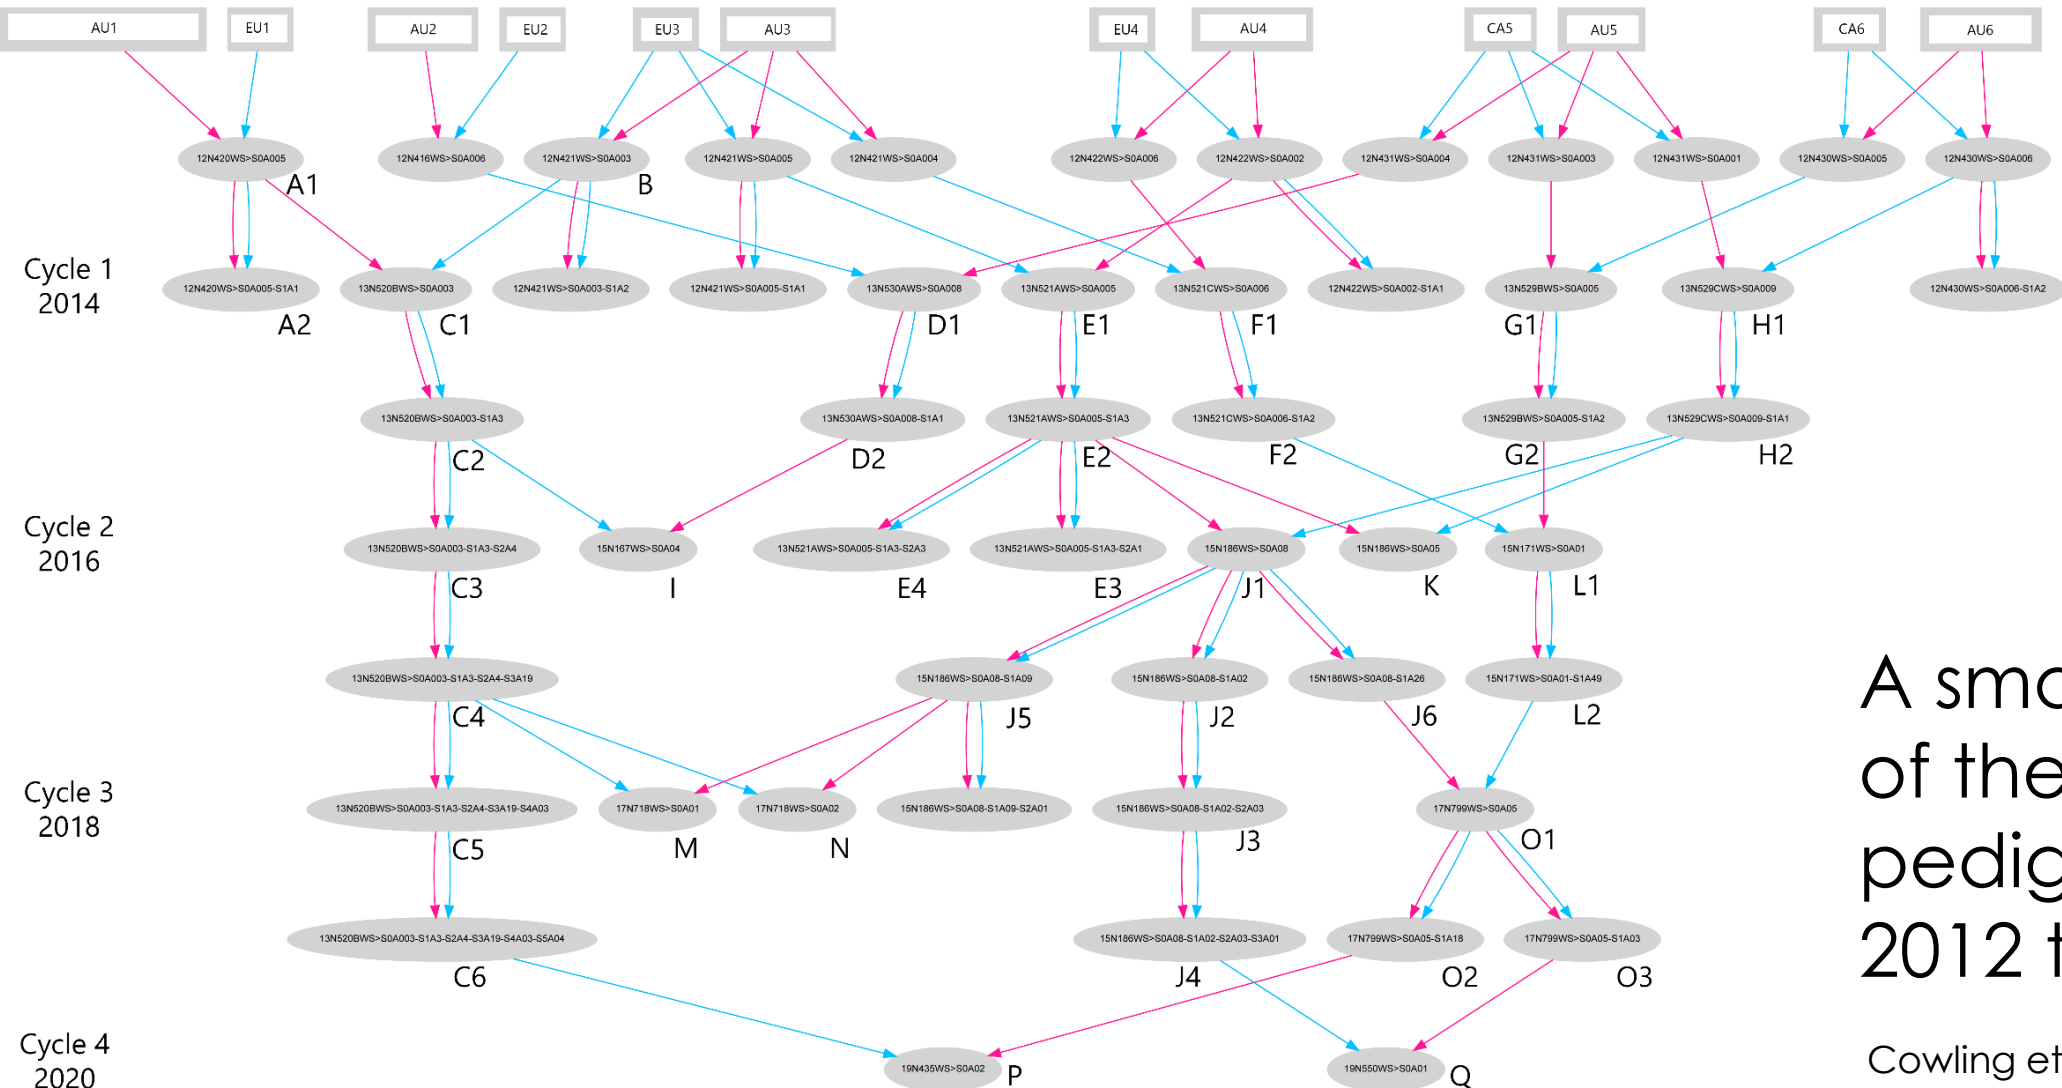 AU1
EU1
AU2
EU2
EU3
AU3
EU4
AU4
CA5
AU5
CA6
AU6
12N420WS>S0A005
12N416WS>S0A006
12N421WS>S0A003
12N421WS>S0A005
12N421WS>S0A004
12N422WS>S0A006
12N422WS>S0A002
12N431WS>S0A004
12N431WS>S0A003
12N431WS>S0A001
12N430WS>S0A005
12N430WS>S0A006
A1
B
Cycle 1
2014
12N420WS>S0A005-S1A1
13N520BWS>S0A003
12N421WS>S0A003-S1A2
12N421WS>S0A005-S1A1
13N530AWS>S0A008
13N521AWS>S0A005
13N521CWS>S0A006
12N422WS>S0A002-S1A1
13N529BWS>S0A005
13N529CWS>S0A009
12N430WS>S0A006-S1A2
A2
C1
D1
E1
F1
G1
H1
13N520BWS>S0A003-S1A3
13N530AWS>S0A008-S1A1
13N521AWS>S0A005-S1A3
13N521CWS>S0A006-S1A2
13N529BWS>S0A005-S1A2
13N529CWS>S0A009-S1A1
C2
D2
E2
F2
G2
H2
Cycle 2
2016
13N520BWS>S0A003-S1A3-S2A4
15N167WS>S0A04
13N521AWS>S0A005-S1A3-S2A3
13N521AWS>S0A005-S1A3-S2A1
15N186WS>S0A08
15N186WS>S0A05
15N171WS>S0A01
C3
I
E4
E3
J1
K
L1
13N520BWS>S0A003-S1A3-S2A4-S3A19
15N186WS>S0A08-S1A09
15N186WS>S0A08-S1A02
15N186WS>S0A08-S1A26
15N171WS>S0A01-S1A49
C4
J5
J2
J6
L2
Cycle 3
2018
13N520BWS>S0A003-S1A3-S2A4-S3A19-S4A03
17N718WS>S0A01
17N718WS>S0A02
15N186WS>S0A08-S1A09-S2A01
15N186WS>S0A08-S1A02-S2A03
17N799WS>S0A05
C5
M
N
J3
O1
13N520BWS>S0A003-S1A3-S2A4-S3A19-S4A03-S5A04
15N186WS>S0A08-S1A02-S2A03-S3A01
17N799WS>S0A05-S1A18
17N799WS>S0A05-S1A03
C6
J4
O2
O3
Cycle 4
2020
19N435WS>S0A02
P
19N550WS>S0A01
Q
A sma
of the
pedig
2012 t
Cowling et